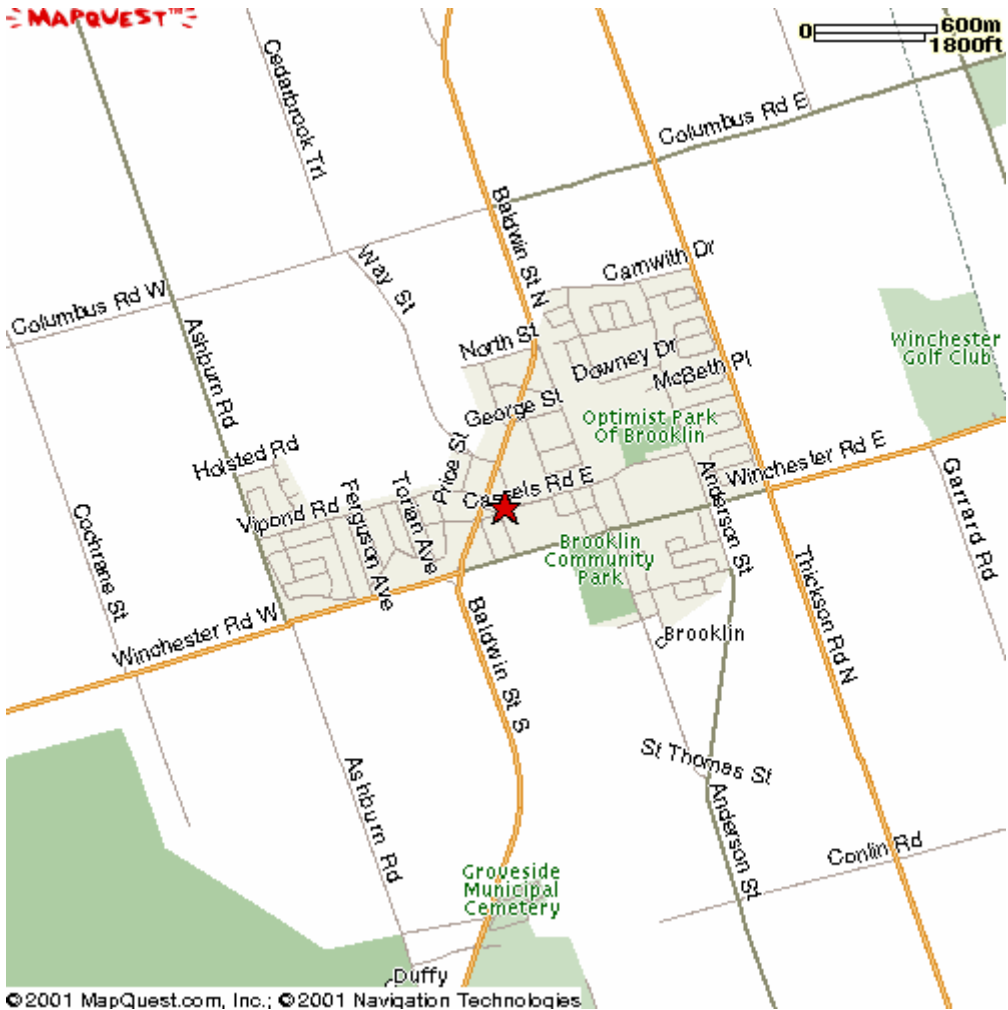 MAPQUEST™
0 600m
1800ft
Cedarbrook Trl
Columbus Rd E
Baldwin St N
Way St
Carnwith Dr
Columbus Rd W
Ashburn Rd
North St
Downey Dr
McBeth Pl
Winchester
Golf Club
George St
Optimist Park
Of Brooklin
Price St
Holsted Rd
Winchester Rd E
Cassels Rd E
Anderson St
Garrard Rd
Vipond Rd
Ferguson Ave
Torian Ave
Cochrane St
Brooklin
Community
Park
Thickson Rd N
Winchester Rd W
Baldwin St S
Brooklin
St Thomas St
Ashburn Rd
Anderson St
Conlin Rd
Groveside
Municipal
Cemetery
Duffy
©2001 MapQuest.com, Inc.; ©2001 Navigation Technologies